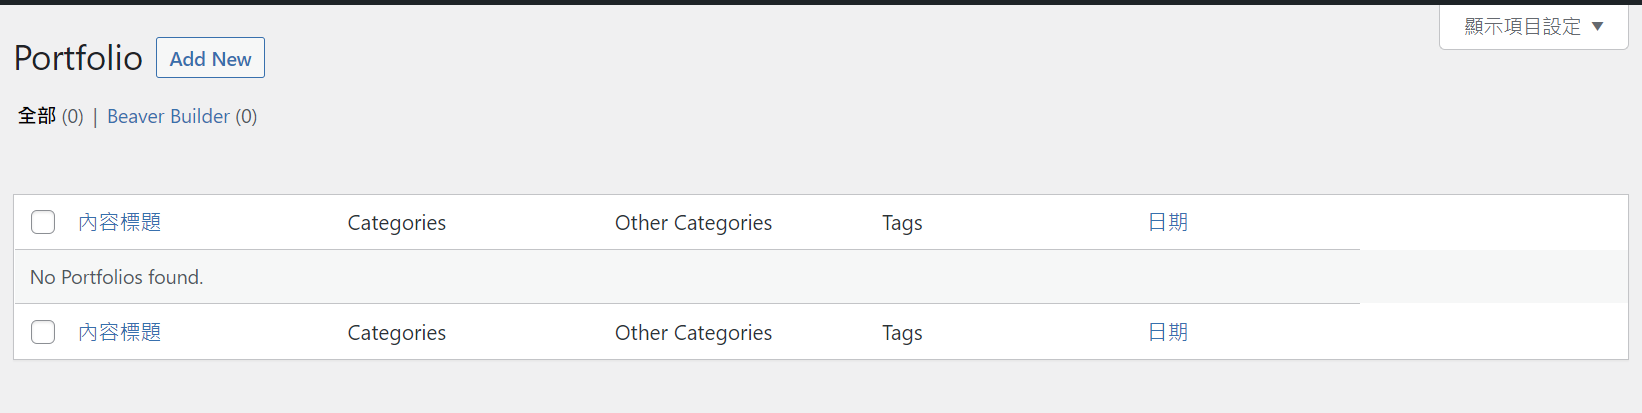 顯示項目設定 ▼
Portfolio Add New
全部 (0) | Beaver Builder (0)
內容標題 Categories Other Categories Tags 日期
No Portfolios found.
內容標題 Categories Other Categories Tags 日期